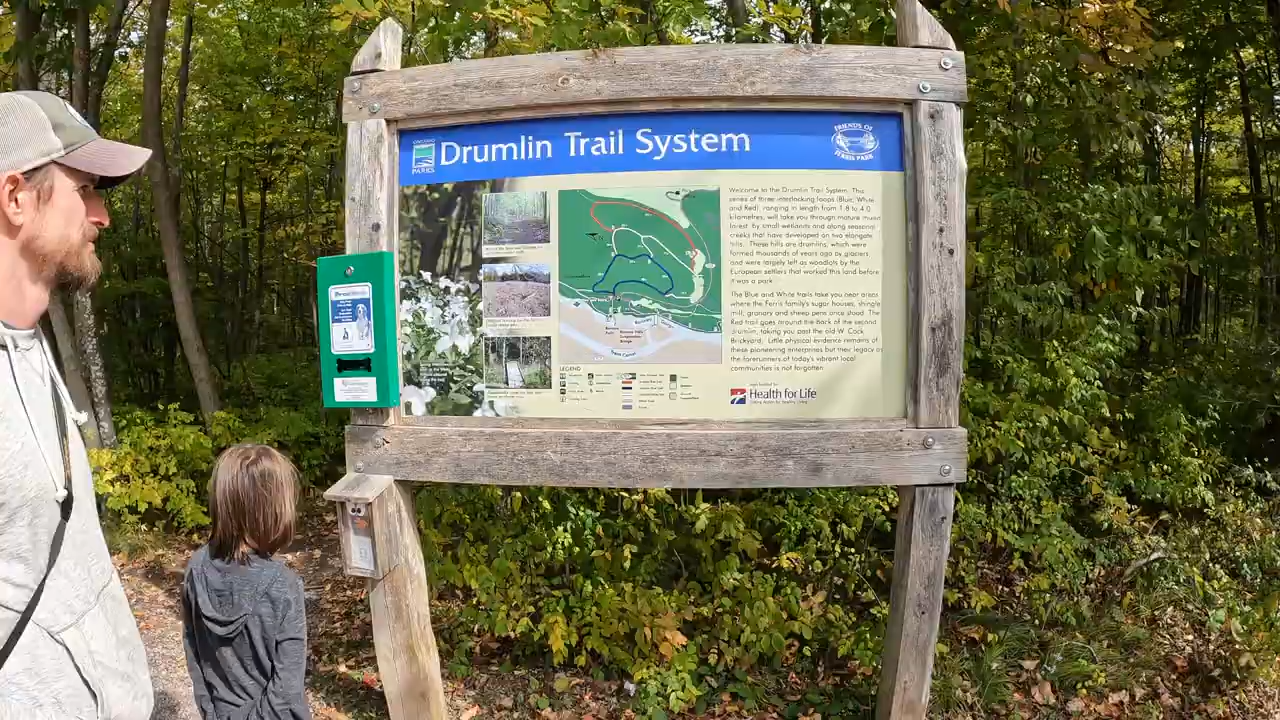 ONTARIO
PARKS
Drumlin Trail System
FRIENDS OF
FERRIS PARK
Welcome to the Drumlin Trail System. This
series of three interlocking loops (Blue, White
and Red), ranging in length from 1.8 to 4.0
kilometres, will take you through mature
forest by small wetlands and along seasonal
creeks that have developed on two elongate
hills. These hills are drumlins, which were
formed thousands of years ago by glaciers
and were largely left as woodlots by the
European settlers that worked this land before
it was a park.
The Blue and White trails take you near areas
where the Ferris family's sugar houses, shingle
mill, granary and sheep pens once stood. The
Red trail goes around the back of the second
drumlin, taking you past the old W. Cock
Brickyard. Little physical evidence remains of
these pioneering enterprises but their legacy as
the forerunners of today's vibrant local
communities is not forgotten.
Trent Canal
LEGEND
Health for Life